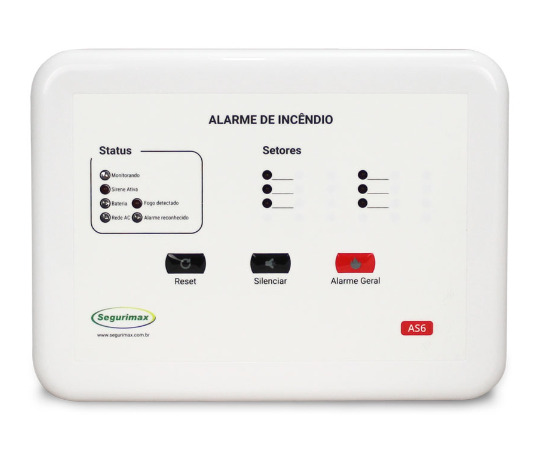 ALARME DE INCÊNDIO
Status
Setores
Monitorando
Sirene Ativa
Bateria Fogo detectado
Rede AC Alarme reconhecido
Reset Silenciar Alarme Geral
Segurimax
www.segurimax.com.br
AS6